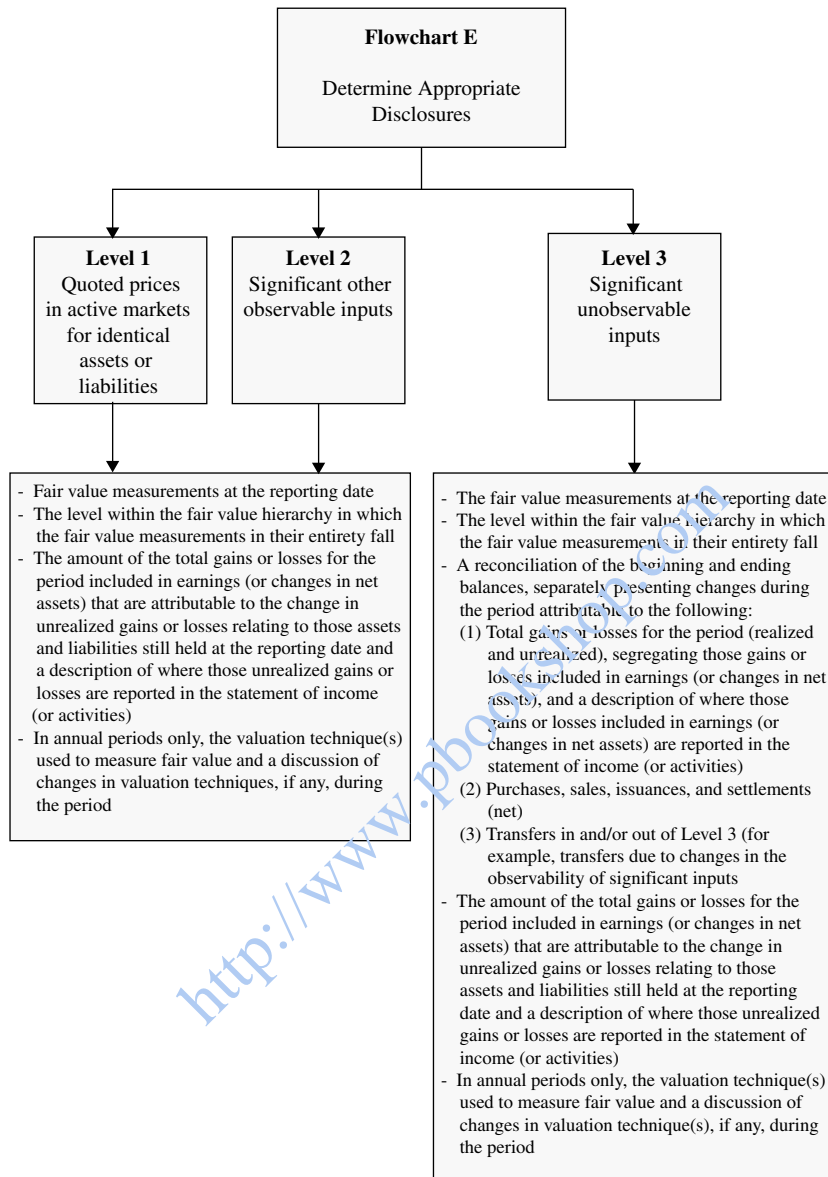 Flowchart E
Determine Appropriate
Disclosures
Level 1
Quoted prices
in active markets
for identical
assets or
liabilities
Level 2
Significant other
observable inputs
Level 3
Significant
unobservable
inputs
- Fair value measurements at the reporting date
- The level within the fair value hierarchy in which
the fair value measurements in their entirety fall
- The amount of the total gains or losses for the
period included in earnings (or changes in net
assets) that are attributable to the change in
unrealized gains or losses relating to those assets
and liabilities still held at the reporting date and
a description of where those unrealized gains or
losses are reported in the statement of income
(or activities)
- In annual periods only, the valuation technique(s)
used to measure fair value and a discussion of
changes in valuation techniques, if any, during
the period
- The fair value measurements at the reporting date
- The level within the fair value hierarchy in which
the fair value measurements in their entirety fall
- A reconciliation of the beginning and ending
balances, separately presenting changes during
the period attributable to the following:
(1) Total gains or losses for the period (realized
and unrealized), segregating those gains or
losses included in earnings (or changes in net
assets), and a description of where those
gains or losses included in earnings (or
changes in net assets) are reported in the
statement of income (or activities)
(2) Purchases, sales, issuances, and settlements
(net)
(3) Transfers in and/or out of Level 3 (for
example, transfers due to changes in the
observability of significant inputs
- The amount of the total gains or losses for the
period included in earnings (or changes in net
assets) that are attributable to the change in
unrealized gains or losses relating to those
assets and liabilities still held at the reporting
date and a description of where those unrealized
gains or losses are reported in the statement of
income (or activities)
- In annual periods only, the valuation technique(s)
used to measure fair value and a discussion of
changes in valuation technique(s), if any, during
the period
http://www.pbookshop.com